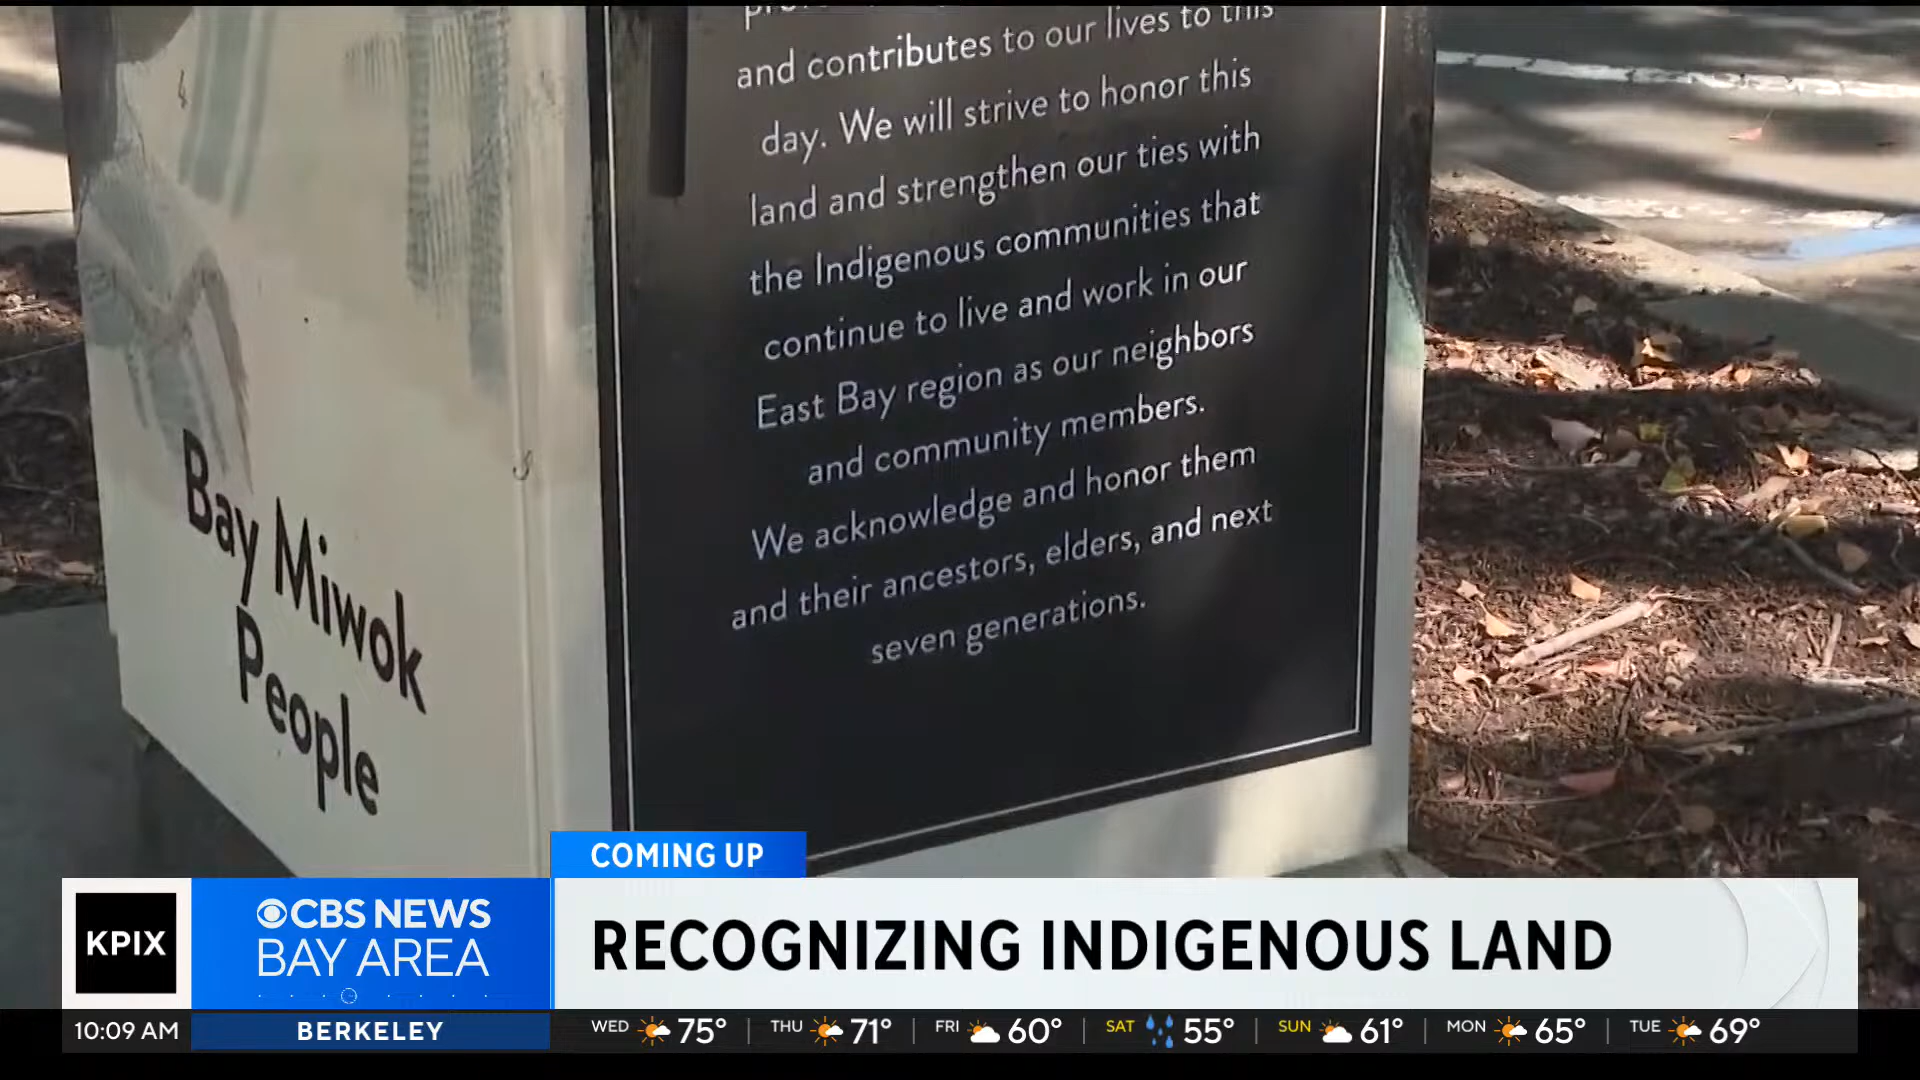 and contributes to our lives to this
day. We will strive to honor this
land and strengthen our ties with
the Indigenous communities that
continue to live and work in our
East Bay region as our neighbors
and community members.
We acknowledge and honor them
and their ancestors, elders, and next
seven generations.
Bay Miwok
People
COMING UP
KPIX
CBS NEWS
BAY AREA
RECOGNIZING INDIGENOUS LAND
10:09 AM
BERKELEY
WED 75° THU 71° FRI 60° SAT 55° SUN 61° MON 65° TUE 69°